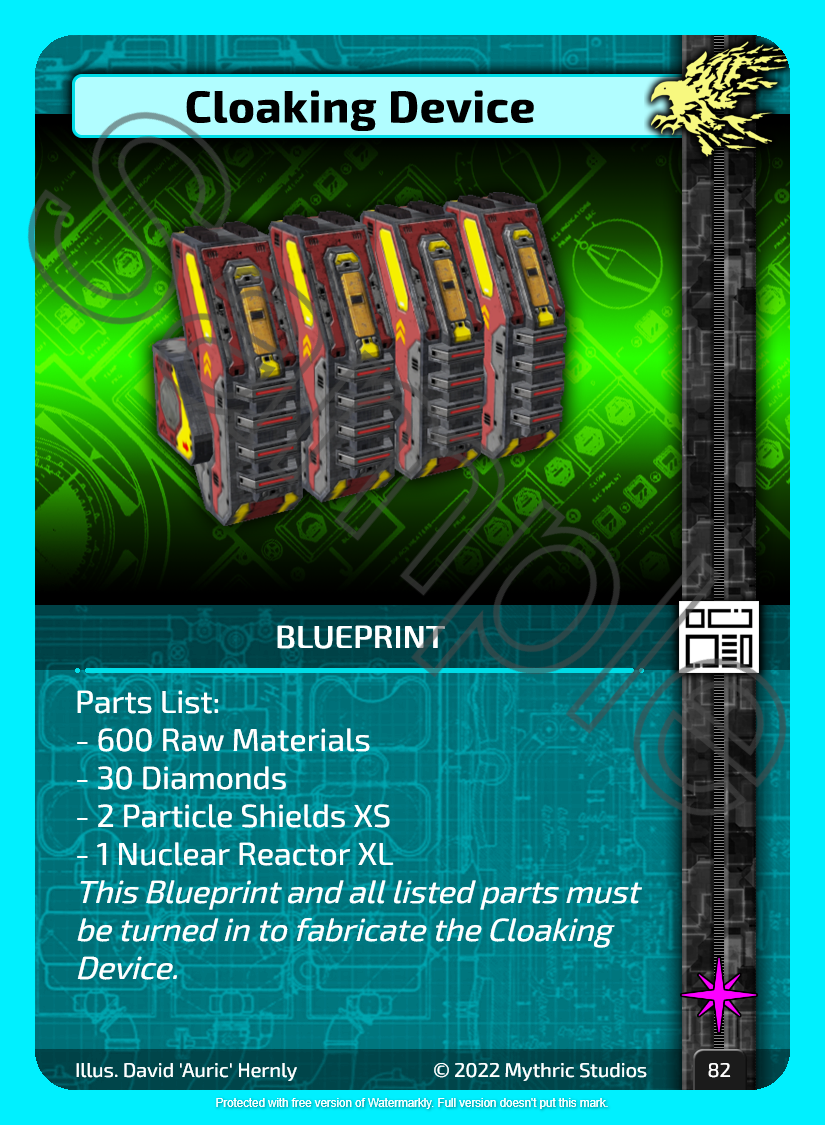 Cloaking Device
BLUEPRINT
Parts List:
- 600 Raw Materials
- 30 Diamonds
- 2 Particle Shields XS
- 1 Nuclear Reactor XL
This Blueprint and all listed parts must
be turned in to fabricate the Cloaking
Device.
Illus. David 'Auric' Hernly
© 2022 Mythric Studios
82
Sample
Protected with free version of Watermarkly. Full version doesn't put this mark.